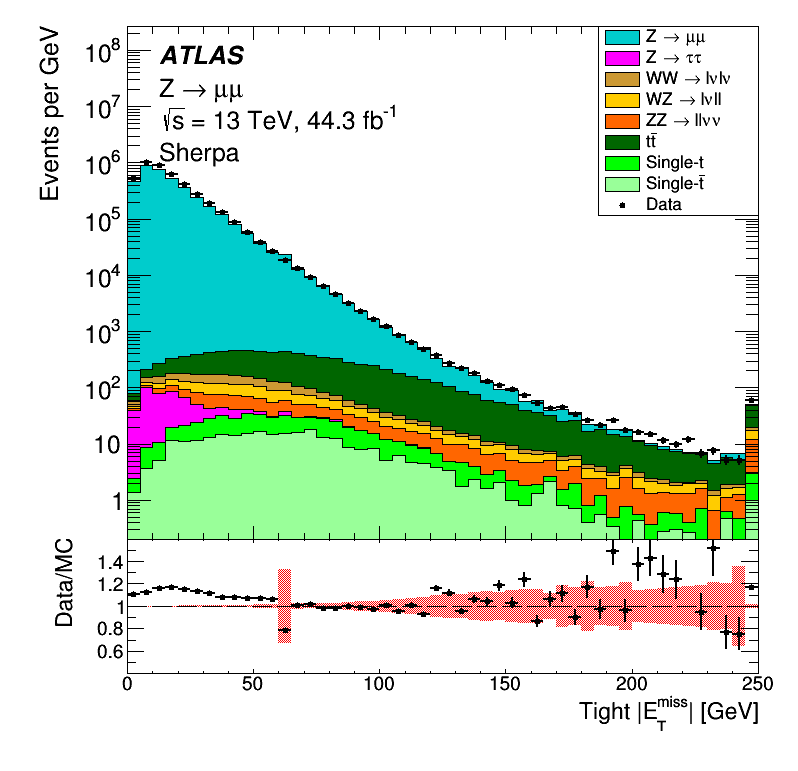 Events per GeV
10⁸
10⁷
10⁶
10⁵
10⁴
10³
10²
10
1
ATLAS
Z → μμ
√s = 13 TeV, 44.3 fb⁻¹
Sherpa
Z → μμ
Z → ττ
WW → lνlν
WZ → lνll
ZZ → llνν
tt̄
Single-t
Single-t̄
Data
Data/MC
1.4
1.2
1
0.8
0.6
0 50 100 150 200 250
Tight |E_T^miss| [GeV]